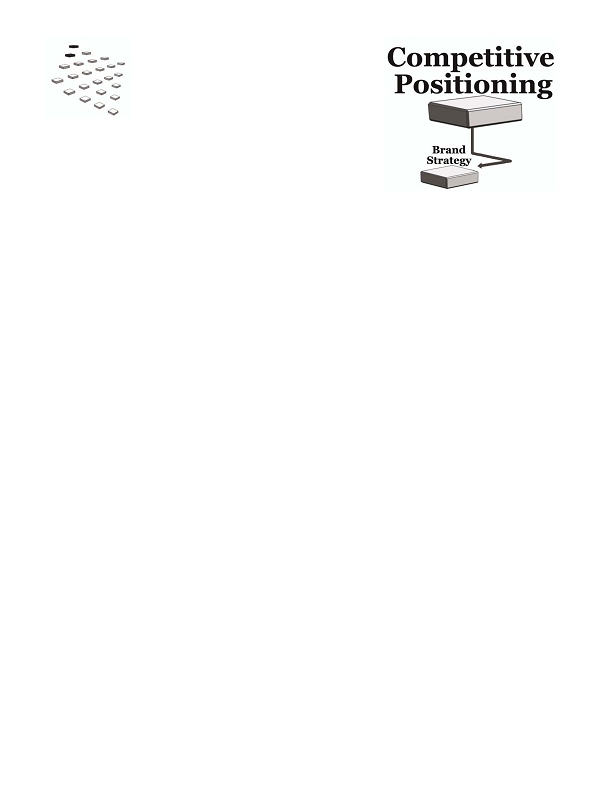 Competitive
Positioning
Brand
Strategy